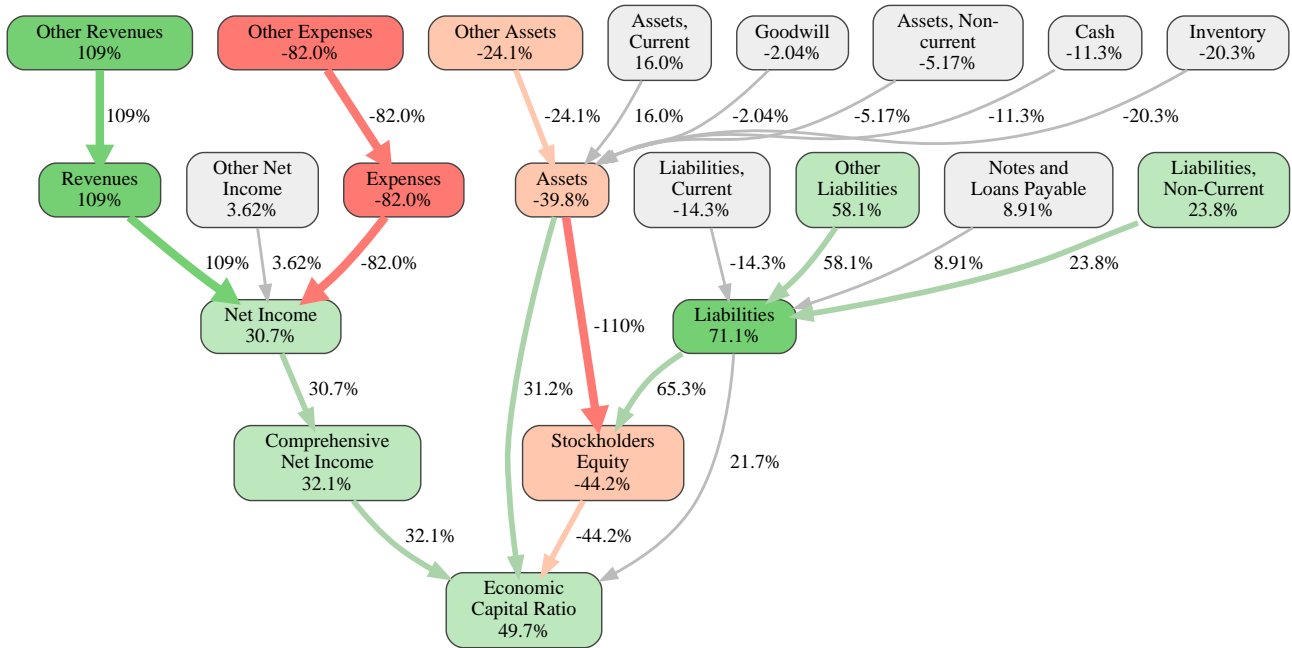 Other Revenues
109%
Other Expenses
-82.0%
Other Assets
-24.1%
Assets,
Current
16.0%
Goodwill
-2.04%
Assets, Non-
current
-5.17%
Cash
-11.3%
Inventory
-20.3%
109%
-82.0%
-24.1%
16.0%
-2.04%
-5.17%
-11.3%
-20.3%
Revenues
109%
Other Net
Income
3.62%
Expenses
-82.0%
Assets
-39.8%
Liabilities,
Current
-14.3%
Other
Liabilities
58.1%
Notes and
Loans Payable
8.91%
Liabilities,
Non-Current
23.8%
109%
3.62%
-82.0%
-14.3%
58.1%
8.91%
23.8%
Net Income
30.7%
-110%
Liabilities
71.1%
30.7%
31.2%
65.3%
Comprehensive
Net Income
32.1%
Stockholders
Equity
-44.2%
21.7%
32.1%
-44.2%
Economic
Capital Ratio
49.7%